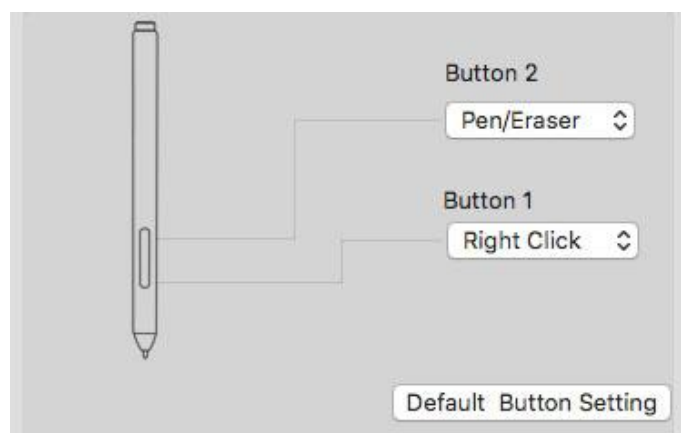 Button 2
Pen/Eraser
Button 1
Right Click
Default Button Setting